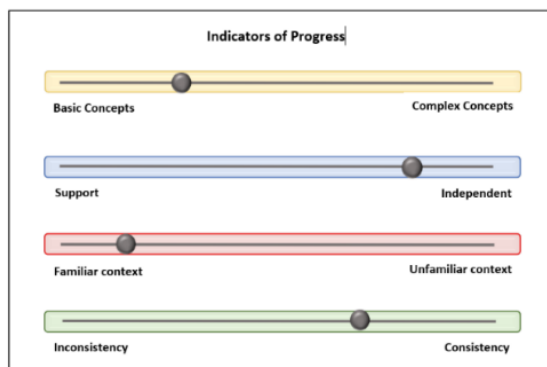 Indicators of Progress
Basic Concepts Complex Concepts
Support Independent
Familiar context Unfamiliar context
Inconsistency Consistency